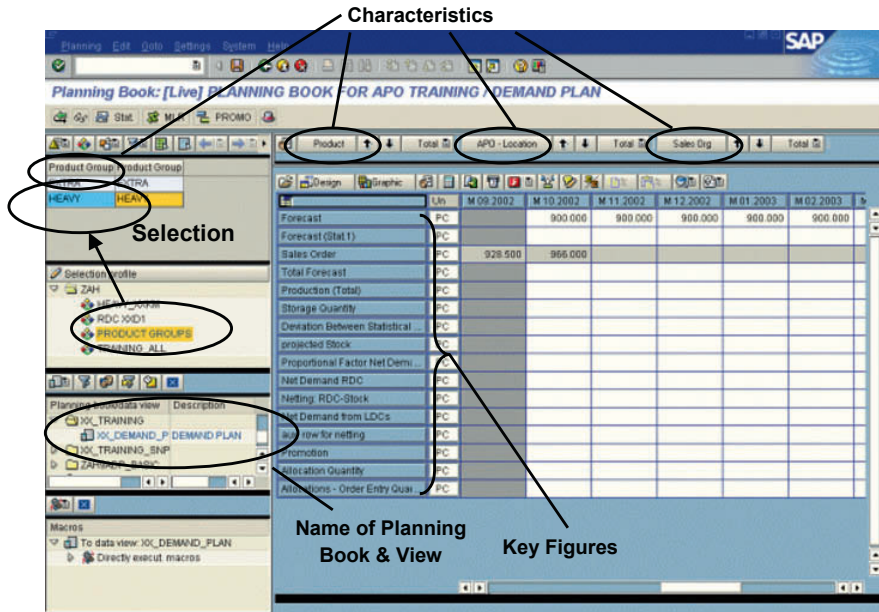 Characteristics
Planning Edit Goto Settings System Help
SAP
Planning Book: [Live] PLANNING BOOK FOR APO TRAINING / DEMAND PLAN
Stat. MLR PROMO
Product Total APO - Location Total Sales Org Total
Product Group Product Group
EXTRA EXTRA
HEAVY HEAVY
Selection
Design Graphic
Un M 09.2002 M 10.2002 M 11.2002 M 12.2002 M 01.2003 M 02.2003 M
Forecast PC 900.000 900.000 900.000 900.000 900.000
Forecast (Stat.1) PC
Sales Order PC 928.500 966.000
Total Forecast PC
Production (Total) PC
Storage Quantity PC
Deviation Between Statistical ... PC
projected Stock PC
Proportional Factor Net Dema... PC
Net Demand RDC PC
Netting: RDC-Stock PC
Net Demand from LDCs PC
aux row for netting PC
Promotion PC
Allocation Quantity PC
Allocations - Order Entry Quan... PC
Selection profile
ZAH
RDC XXD1
PRODUCT GROUPS
TRAINING_ALL
Planning book/data view Description
XX_TRAINING
XX_DEMAND_P DEMAND PLAN
XX_TRAINING_SNP
Macros
To data view: XX_DEMAND_PLAN
Directly execut. macros
Name of Planning
Book & View
Key Figures